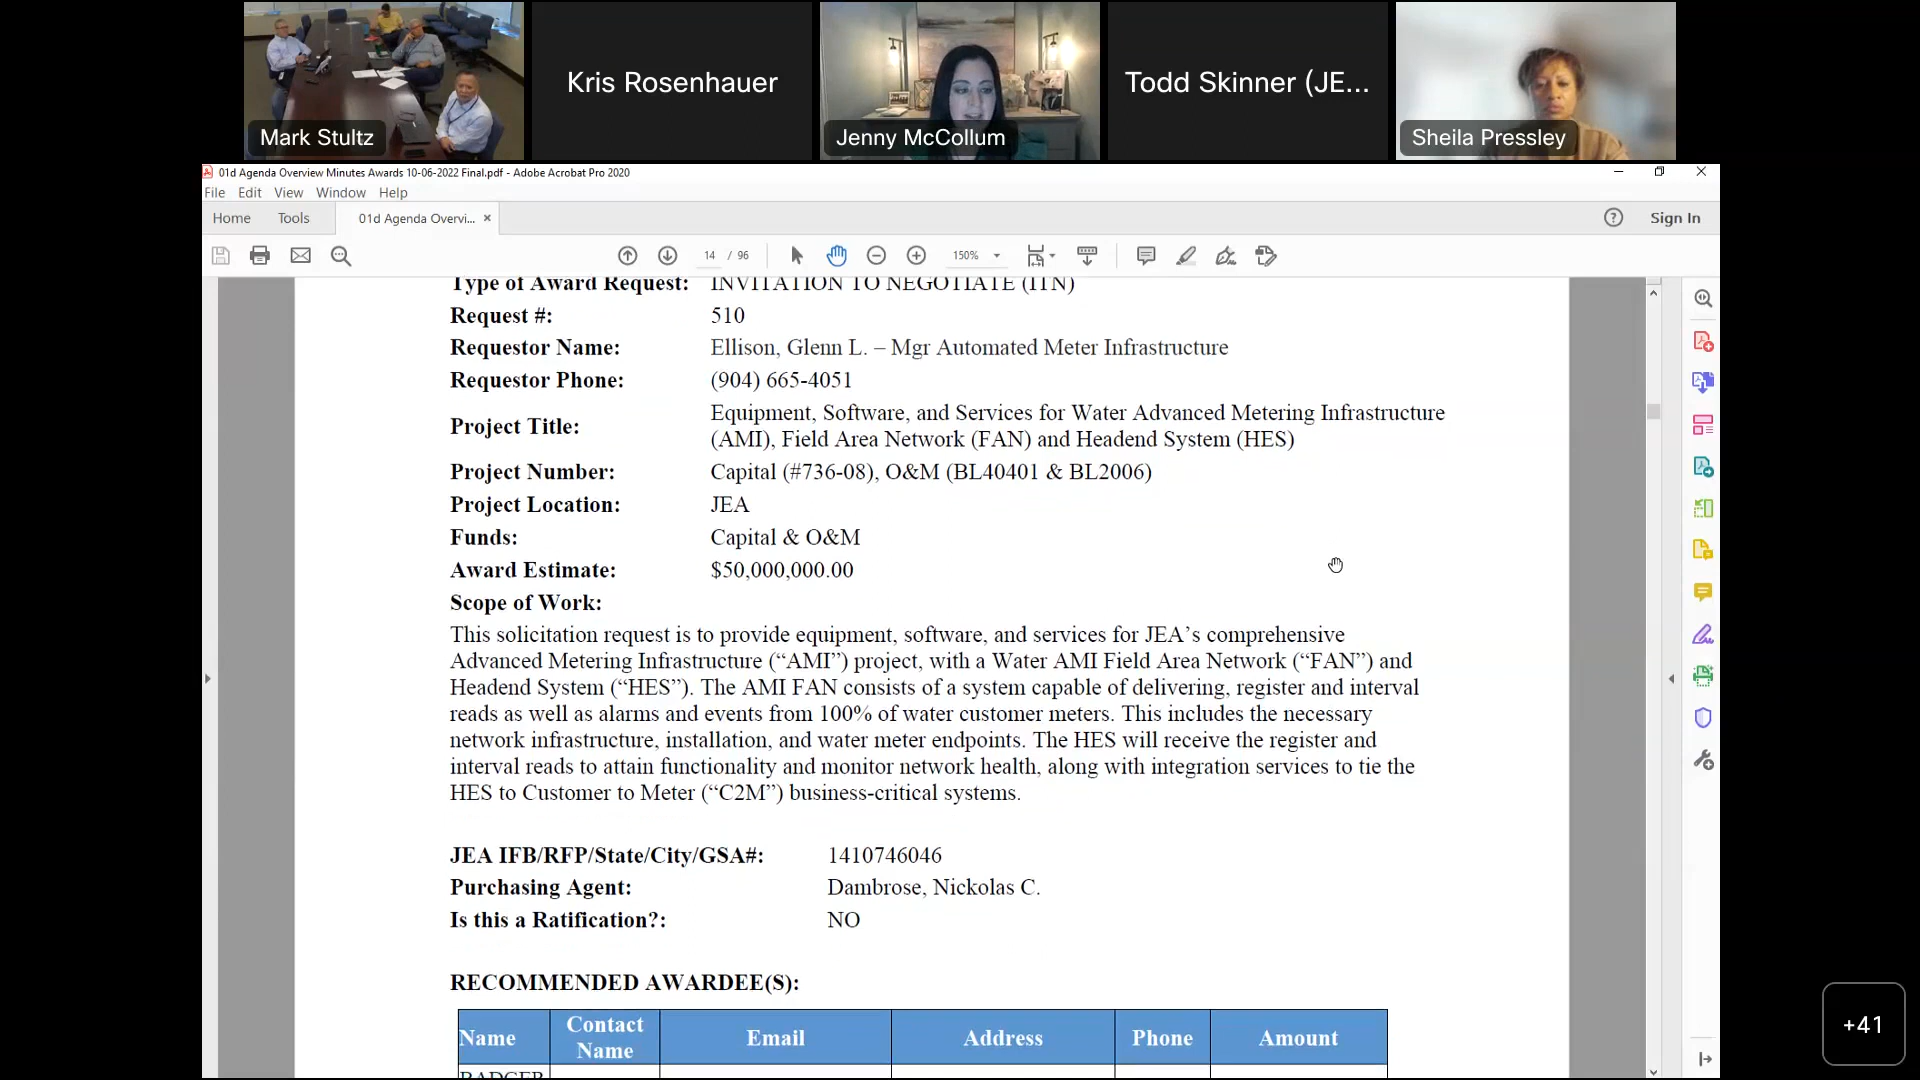 Mark Stultz
Kris Rosenhauer
Jenny McCollum
Todd Skinner (JE...
Sheila Pressley
01d Agenda Overview Minutes Awards 10-06-2022 Final.pdf - Adobe Acrobat Pro 2020
File Edit View Window Help
Home Tools 01d Agenda Overvi... × Sign In
14 / 96 150%
Type of Award Request: INVITATION TO NEGOTIATE (ITN)
Request #: 510
Requestor Name: Ellison, Glenn L. – Mgr Automated Meter Infrastructure
Requestor Phone: (904) 665-4051
Project Title: Equipment, Software, and Services for Water Advanced Metering Infrastructure
(AMI), Field Area Network (FAN) and Headend System (HES)
Project Number: Capital (#736-08), O&M (BL40401 & BL2006)
Project Location: JEA
Funds: Capital & O&M
Award Estimate: $50,000,000.00
Scope of Work:
This solicitation request is to provide equipment, software, and services for JEA’s comprehensive
Advanced Metering Infrastructure (“AMI”) project, with a Water AMI Field Area Network (“FAN”) and
Headend System (“HES”). The AMI FAN consists of a system capable of delivering, register and interval
reads as well as alarms and events from 100% of water customer meters. This includes the necessary
network infrastructure, installation, and water meter endpoints. The HES will receive the register and
interval reads to attain functionality and monitor network health, along with integration services to tie the
HES to Customer to Meter (“C2M”) business-critical systems.
JEA IFB/RFP/State/City/GSA#: 1410746046
Purchasing Agent: Dambrose, Nickolas C.
Is this a Ratification?: NO
RECOMMENDED AWARDEE(S):
Name Contact Name Email Address Phone Amount
BADGER
+41